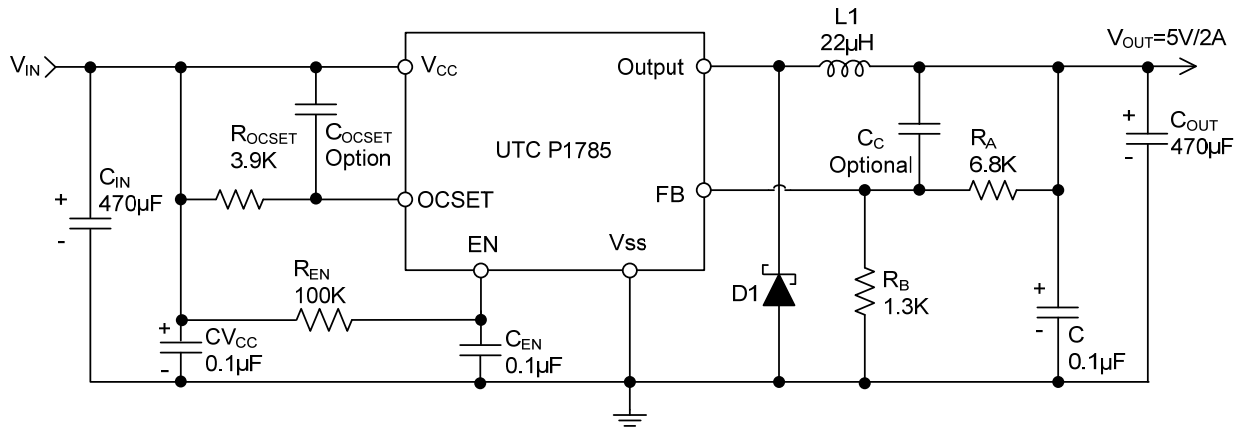 L1
22µH
VOUT=5V/2A
VIN
VCC
Output
ROCSET
3.9K
COCSET
Option
UTC P1785
CC
Optional
RA
6.8K
COUT
470µF
+
-
CIN
470µF
+
-
OCSET
FB
EN
Vss
REN
100K
D1
RB
1.3K
+
-
C
0.1µF
+
-
CVCC
0.1µF
CEN
0.1µF